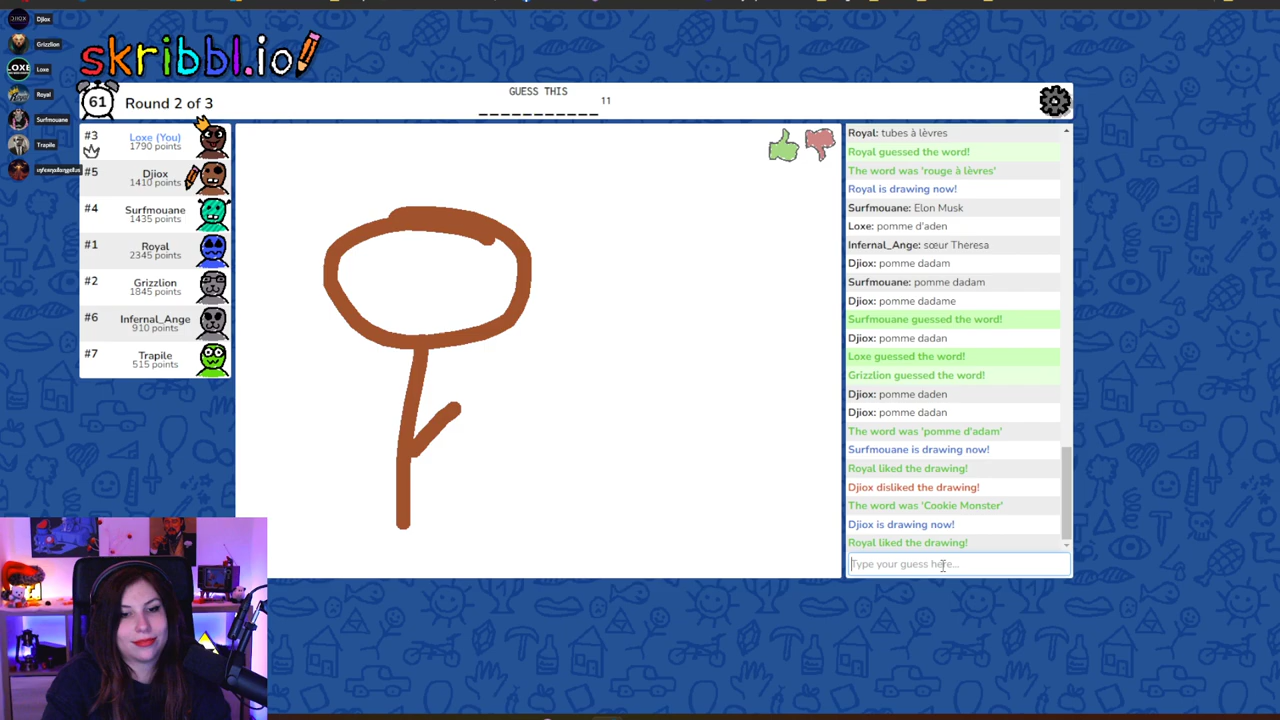 DJIOX
Djiox
Grizzlion
LOXE
Loxe
Royal
Surfmouane
Trapile
skribbl.io
61
Round 2 of 3
GUESS THIS
11
___________
#3
Loxe (You)
1790 points
#5
Djiox
1410 points
#4
Surfmouane
1435 points
#1
Royal
2345 points
#2
Grizzlion
1845 points
#6
Infernal_Ange
910 points
#7
Trapile
515 points
Royal: tubes à lèvres
Royal guessed the word!
The word was 'rouge à lèvres'
Royal is drawing now!
Surfmouane: Elon Musk
Loxe: pomme d'aden
Infernal_Ange: sœur Theresa
Djiox: pomme dadam
Surfmouane: pomme dadam
Djiox: pomme dadame
Surfmouane guessed the word!
Djiox: pomme dadan
Loxe guessed the word!
Grizzlion guessed the word!
Djiox: pomme daden
Djiox: pomme dadan
The word was 'pomme d'adam'
Surfmouane is drawing now!
Royal liked the drawing!
Djiox disliked the drawing!
The word was 'Cookie Monster'
Djiox is drawing now!
Royal liked the drawing!
Type your guess here...